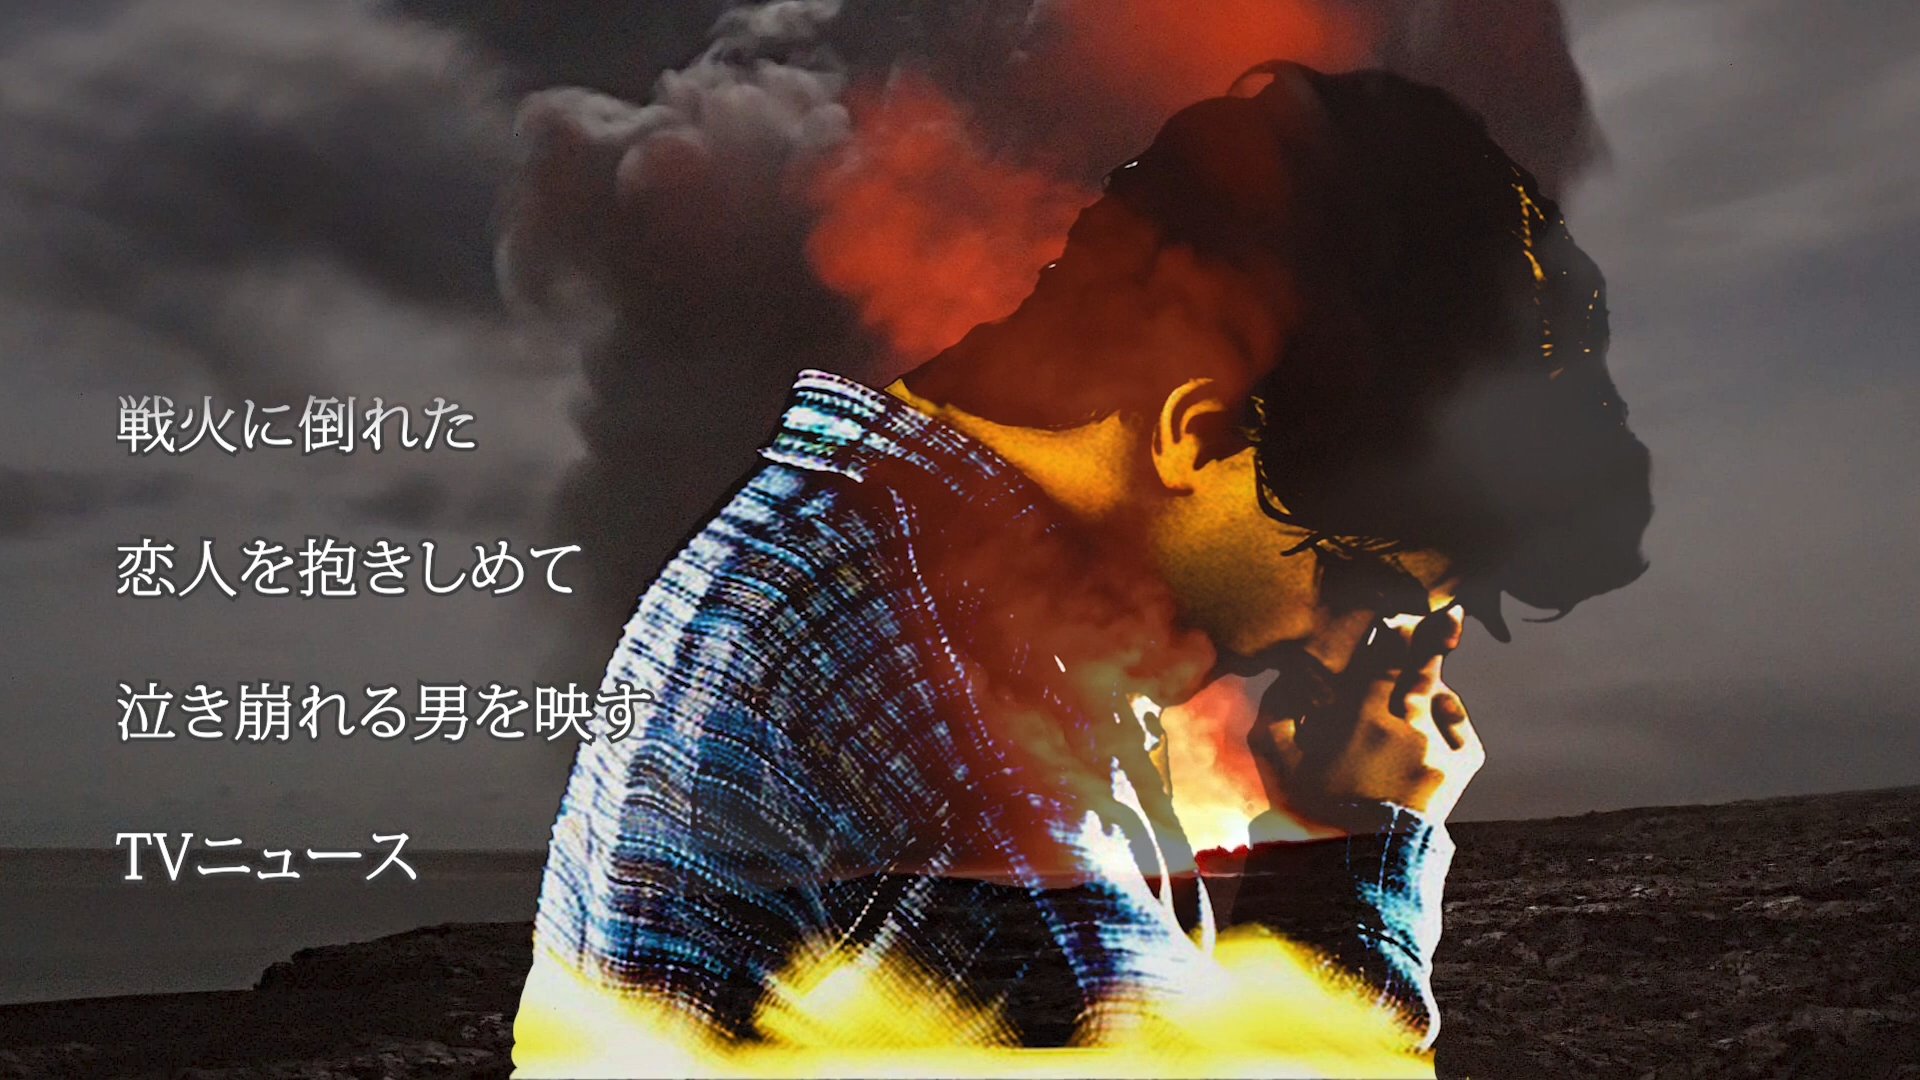 戦火に倒れた
恋人を抱きしめて
泣き崩れる男を映す
TVニュース